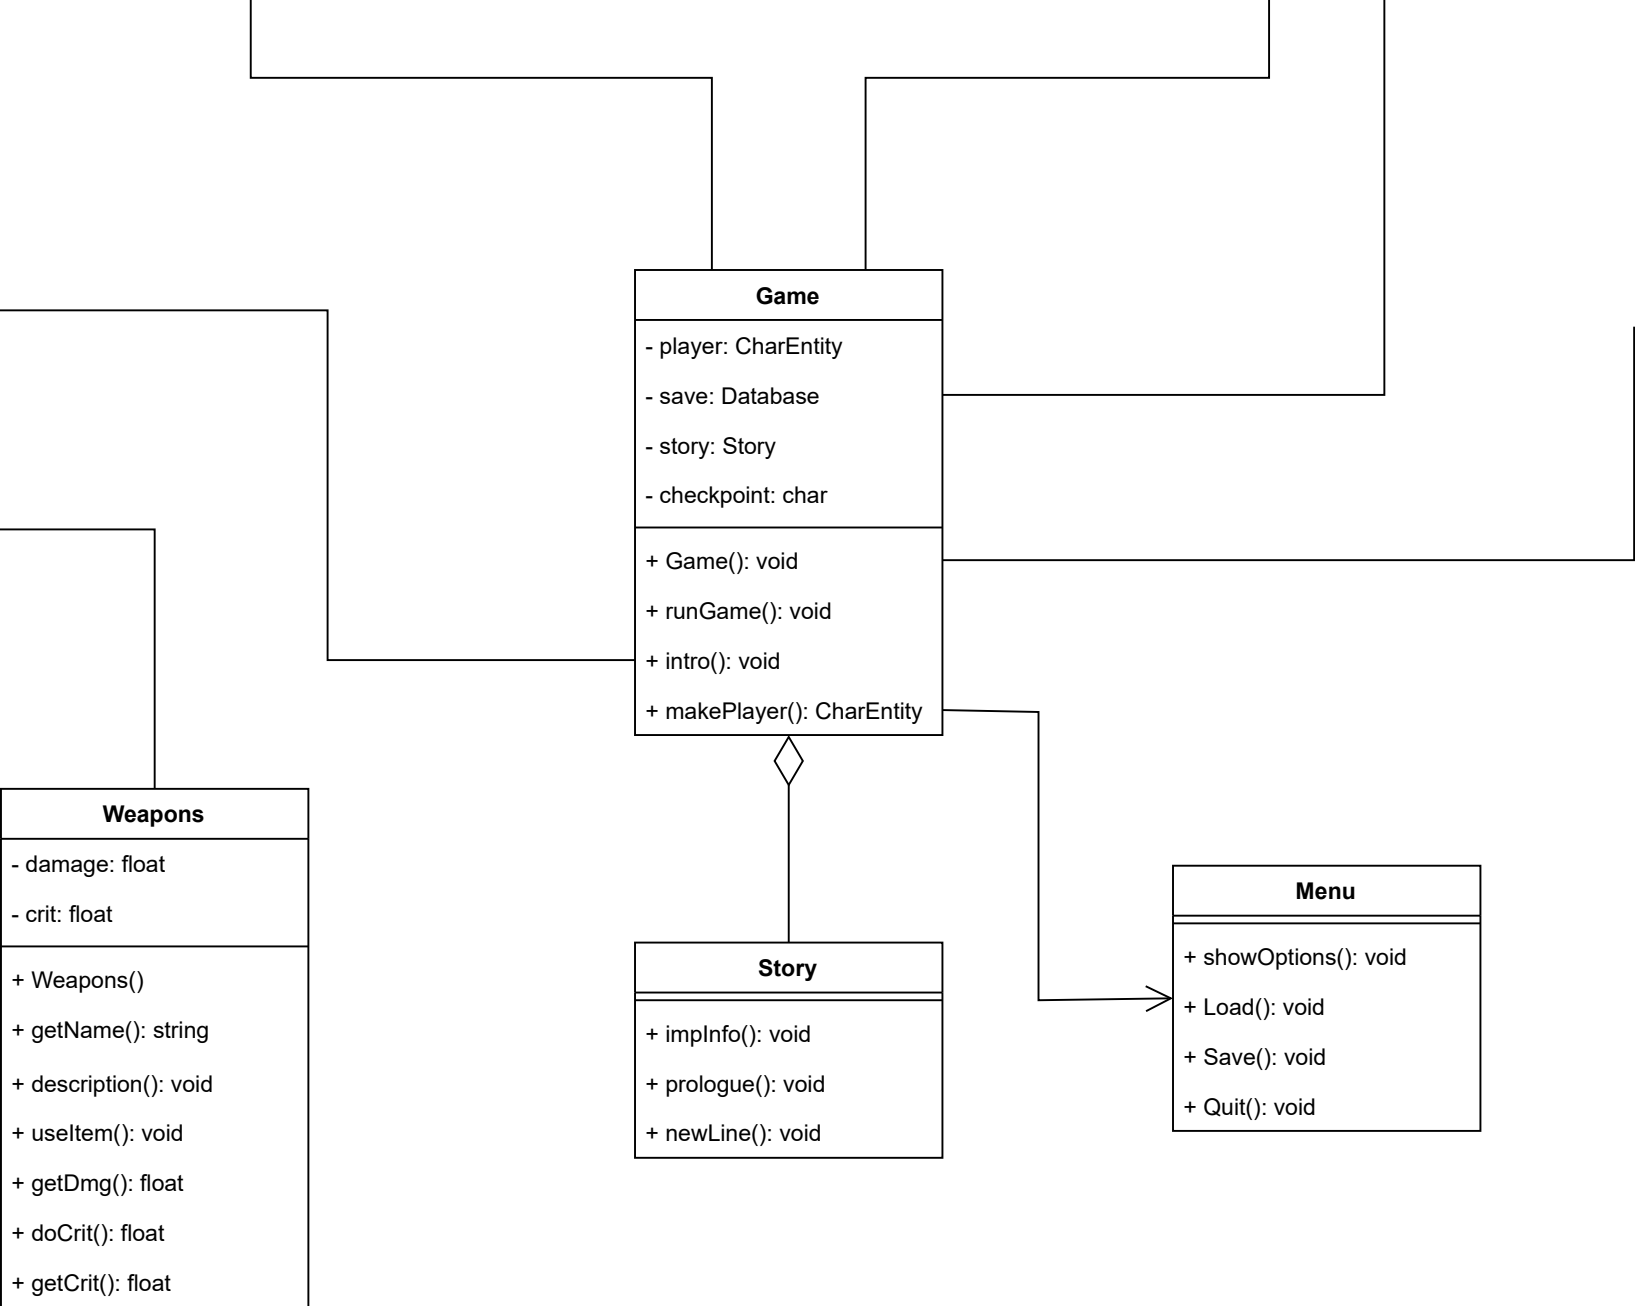 Game
- player: CharEntity
- save: Database
- story: Story
- checkpoint: char
+ Game(): void
+ runGame(): void
+ intro(): void
+ makePlayer(): CharEntity
Weapons
- damage: float
- crit: float
+ Weapons()
+ getName(): string
+ description(): void
+ useItem(): void
+ getDmg(): float
+ doCrit(): float
+ getCrit(): float
Story
+ impInfo(): void
+ prologue(): void
+ newLine(): void
Menu
+ showOptions(): void
+ Load(): void
+ Save(): void
+ Quit(): void